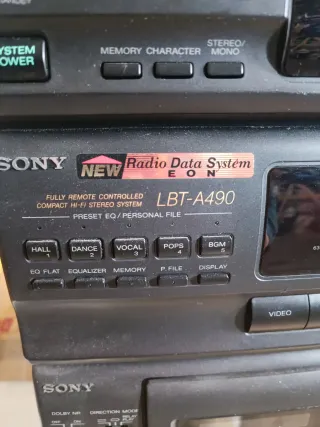 STEREO/
MEMORY CHARACTER MONO
SYSTEM
POWER
SONY
NEW Radio Data System
EON
FULLY REMOTE CONTROLLED
COMPACT Hi-Fi STEREO SYSTEM
LBT-A490
PRESET EQ / PERSONAL FILE
HALL DANCE VOCAL POPS BGM
1 2 3 4 5
EQ FLAT EQUALIZER MEMORY P. FILE DISPLAY
VIDEO
SONY
DOLBY NR DIRECTION MODE